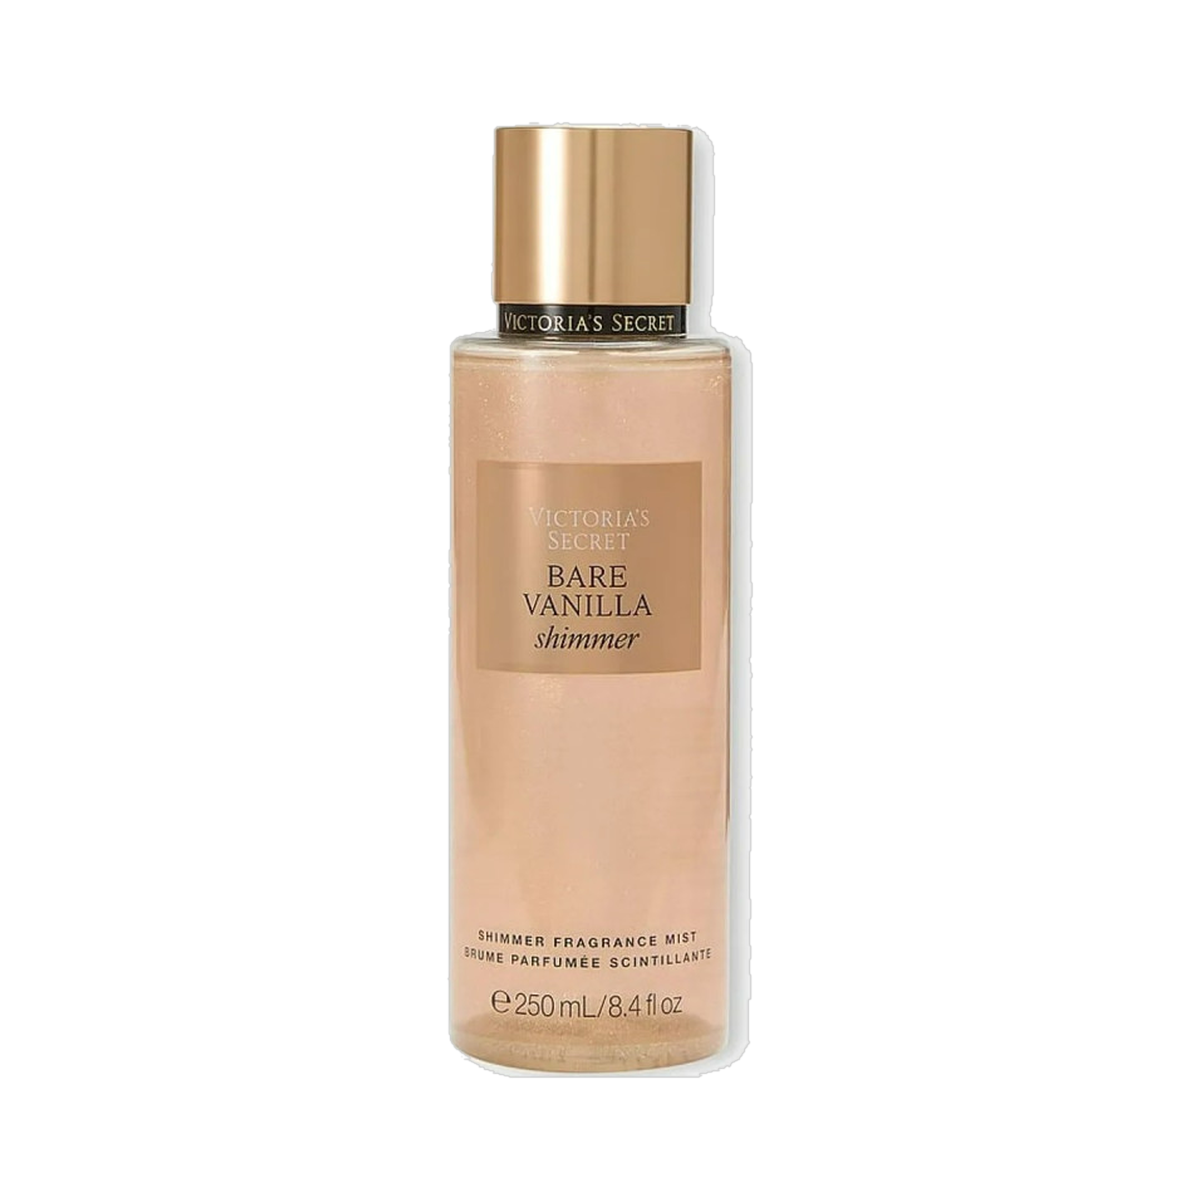 VICTORIA'S SECRET
VICTORIA'S
SECRET
BARE
VANILLA
shimmer
SHIMMER FRAGRANCE MIST
BRUME PARFUMÉE SCINTILLANTE
℮ 250 mL/8.4 fl oz